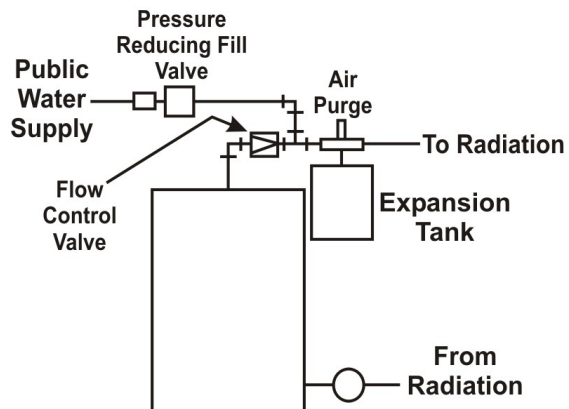 Pressure
Reducing Fill
Valve
Public
Water
Supply
Air
Purge
To Radiation
Flow
Control
Valve
Expansion
Tank
From
Radiation